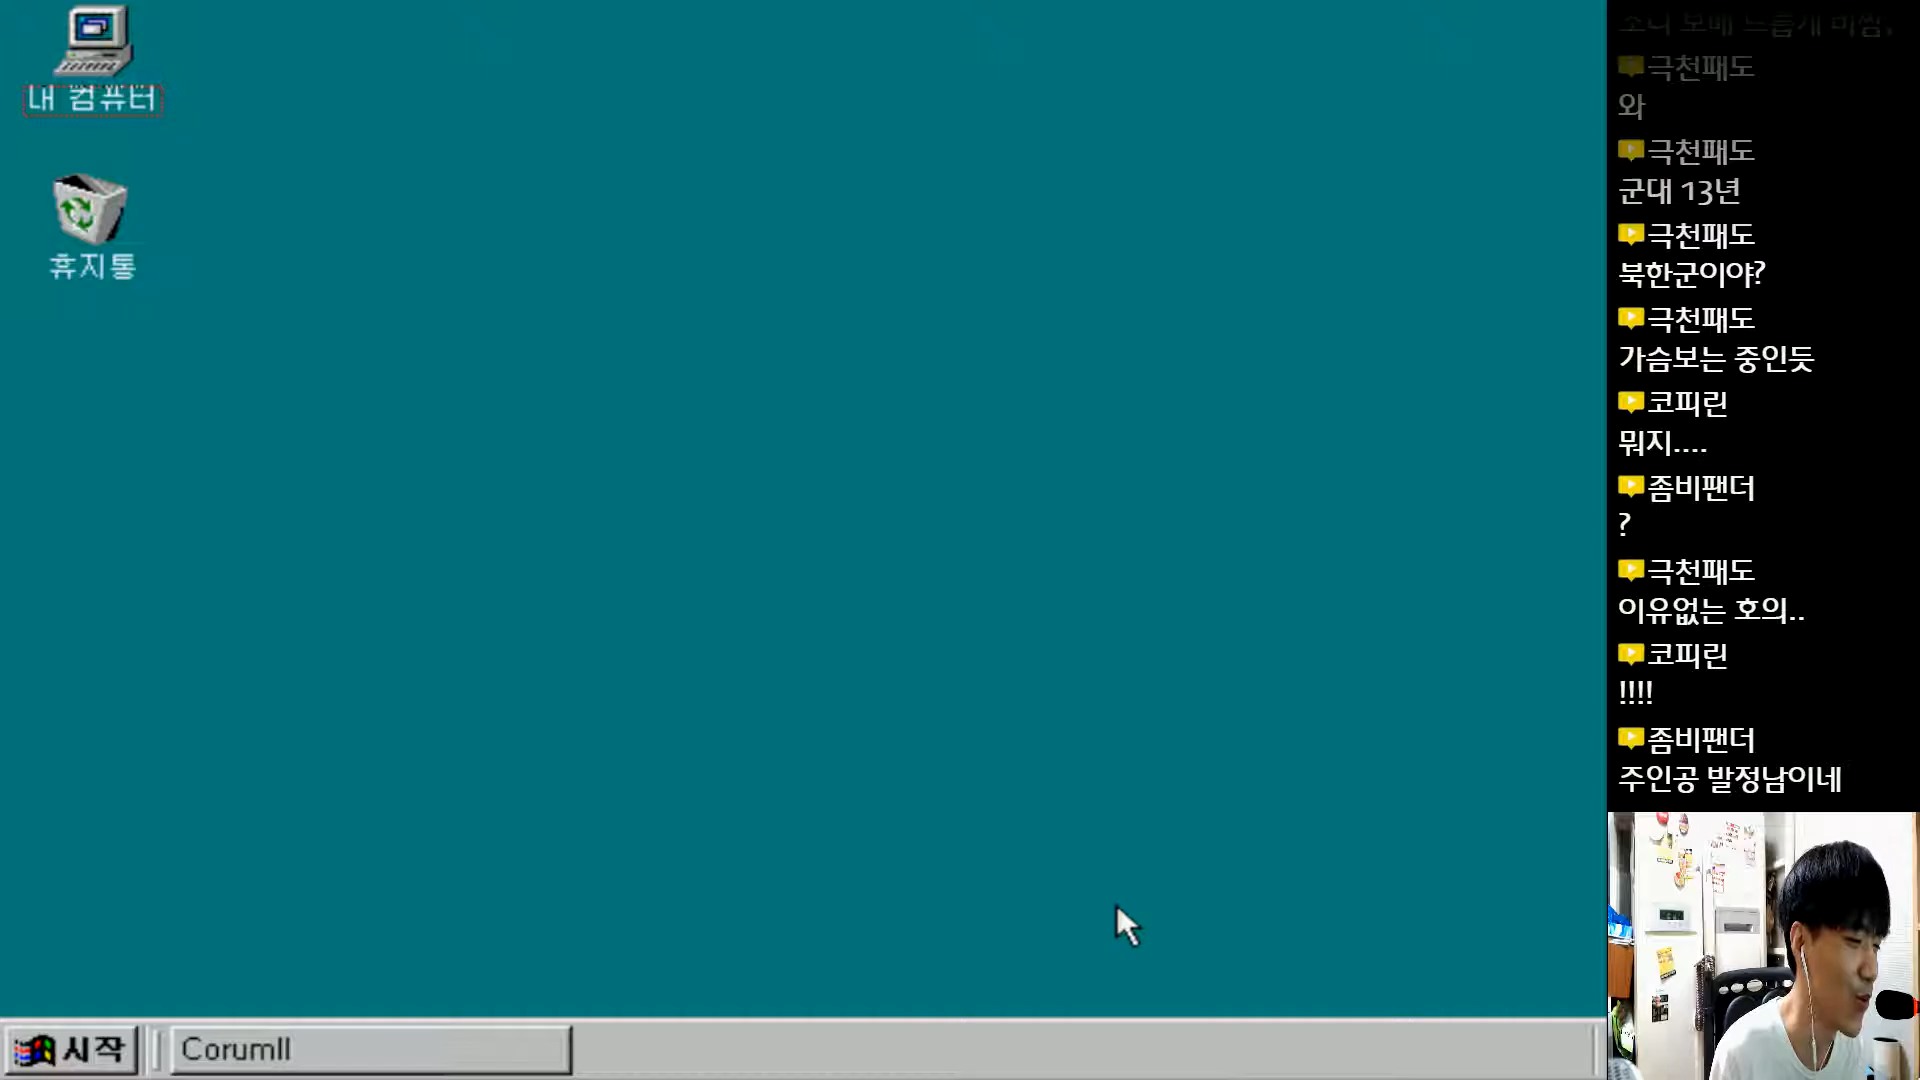 내 컴퓨터
휴지통
시작
CorumII
극천패도
와
극천패도
군대 13년
극천패도
북한군이야?
극천패도
가슴보는 중인듯
코피린
뭐지....
좀비팬더
?
극천패도
이유없는 호의..
코피린
!!!!
좀비팬더
주인공 발정남이네